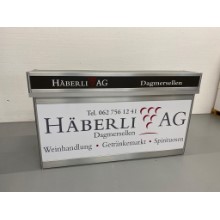 HÄBERLI AG Dagmersellen
Tel. 062 756 12 41
HÄBERLI AG
Dagmersellen
Weinhandlung • Getränkemarkt • Spirituosen